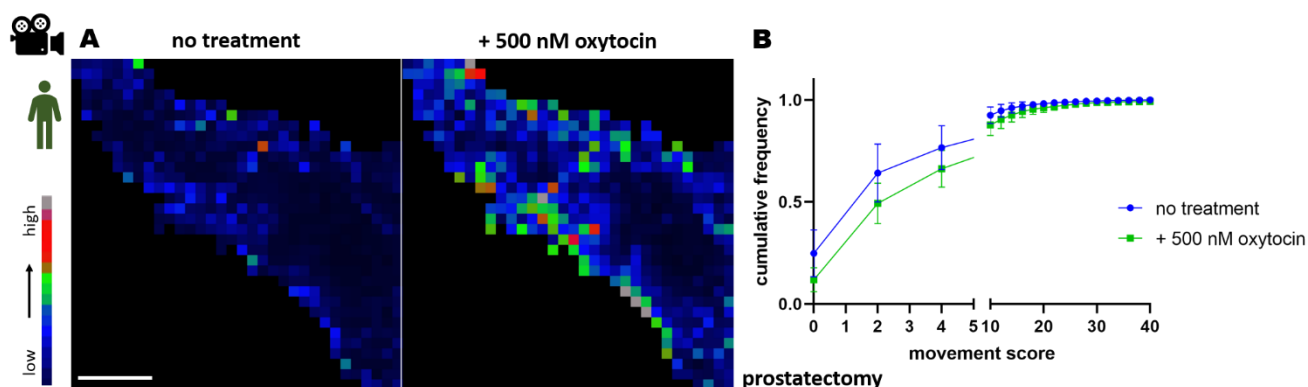 A
no treatment
+ 500 nM oxytocin
B
high
low
cumulative frequency
1.0
0.5
0.0
0 1 2 3 4 5 10 20 30 40
movement score
no treatment
+ 500 nM oxytocin
prostatectomy